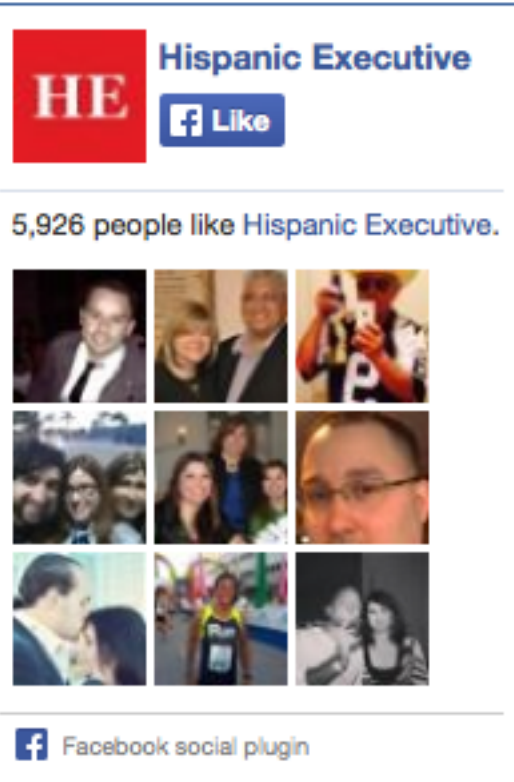 HE
Hispanic Executive
f Like
5,926 people like Hispanic Executive.
f Facebook social plugin